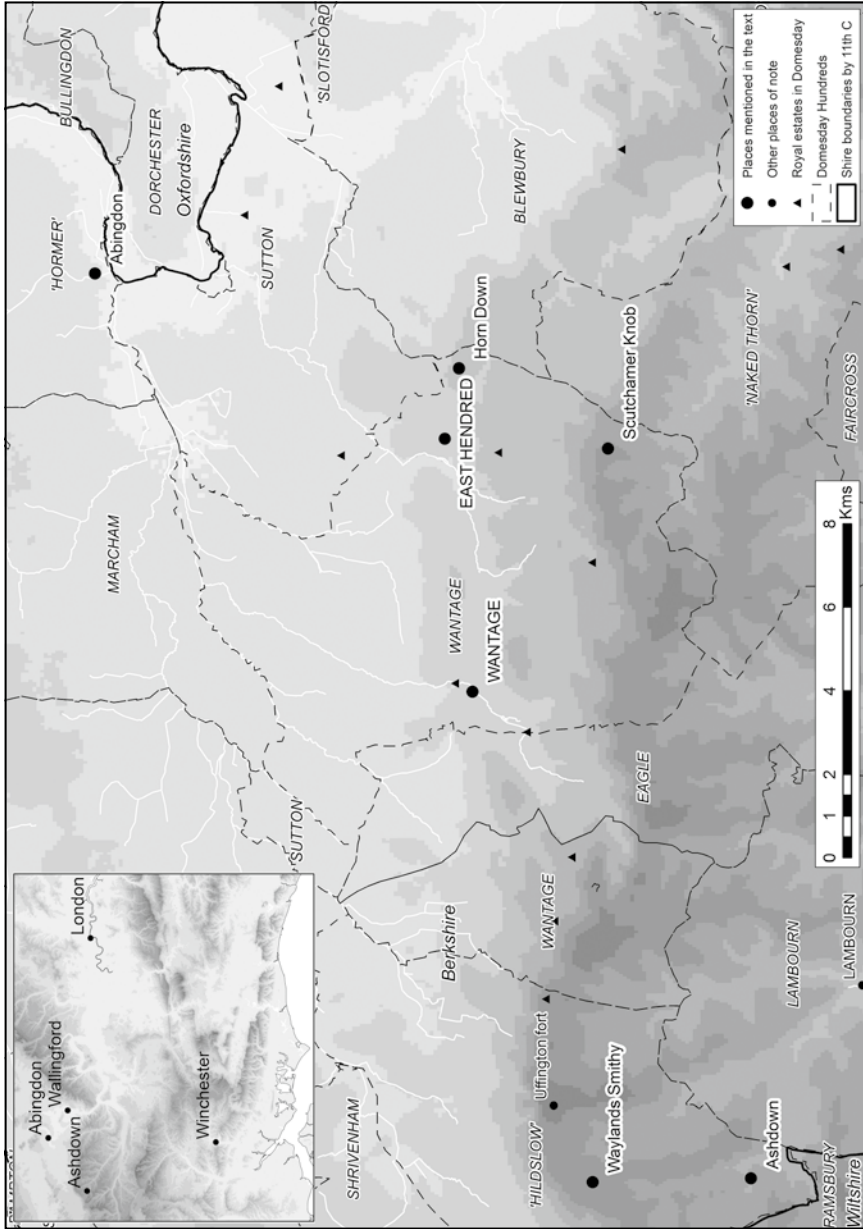 BULLINGDON
'SLOTISFORD
DORCHESTER
Oxfordshire
'HORMER'
Abingdon
SUTTON
BLEWBURY
MARCHAM
Horn Down
EAST HENDRED
Scutchamer Knob
'NAKED THORN'
FAIRCROSS
WANTAGE
WANTAGE
SUTTON
EAGLE
Berkshire
WANTAGE
SHRIVENHAM
Uffington fort
'HILDSLOW'
Waylands Smithy
LAMBOURN
LAMBOURN
Ashdown
RAMSBURY
Wiltshire
London
Abingdon
Wallingford
Ashdown
Winchester
Places mentioned in the text
Other places of note
Royal estates in Domesday
Domesday Hundreds
Shire boundaries by 11th C
0 1 2 4 6 8
Kms